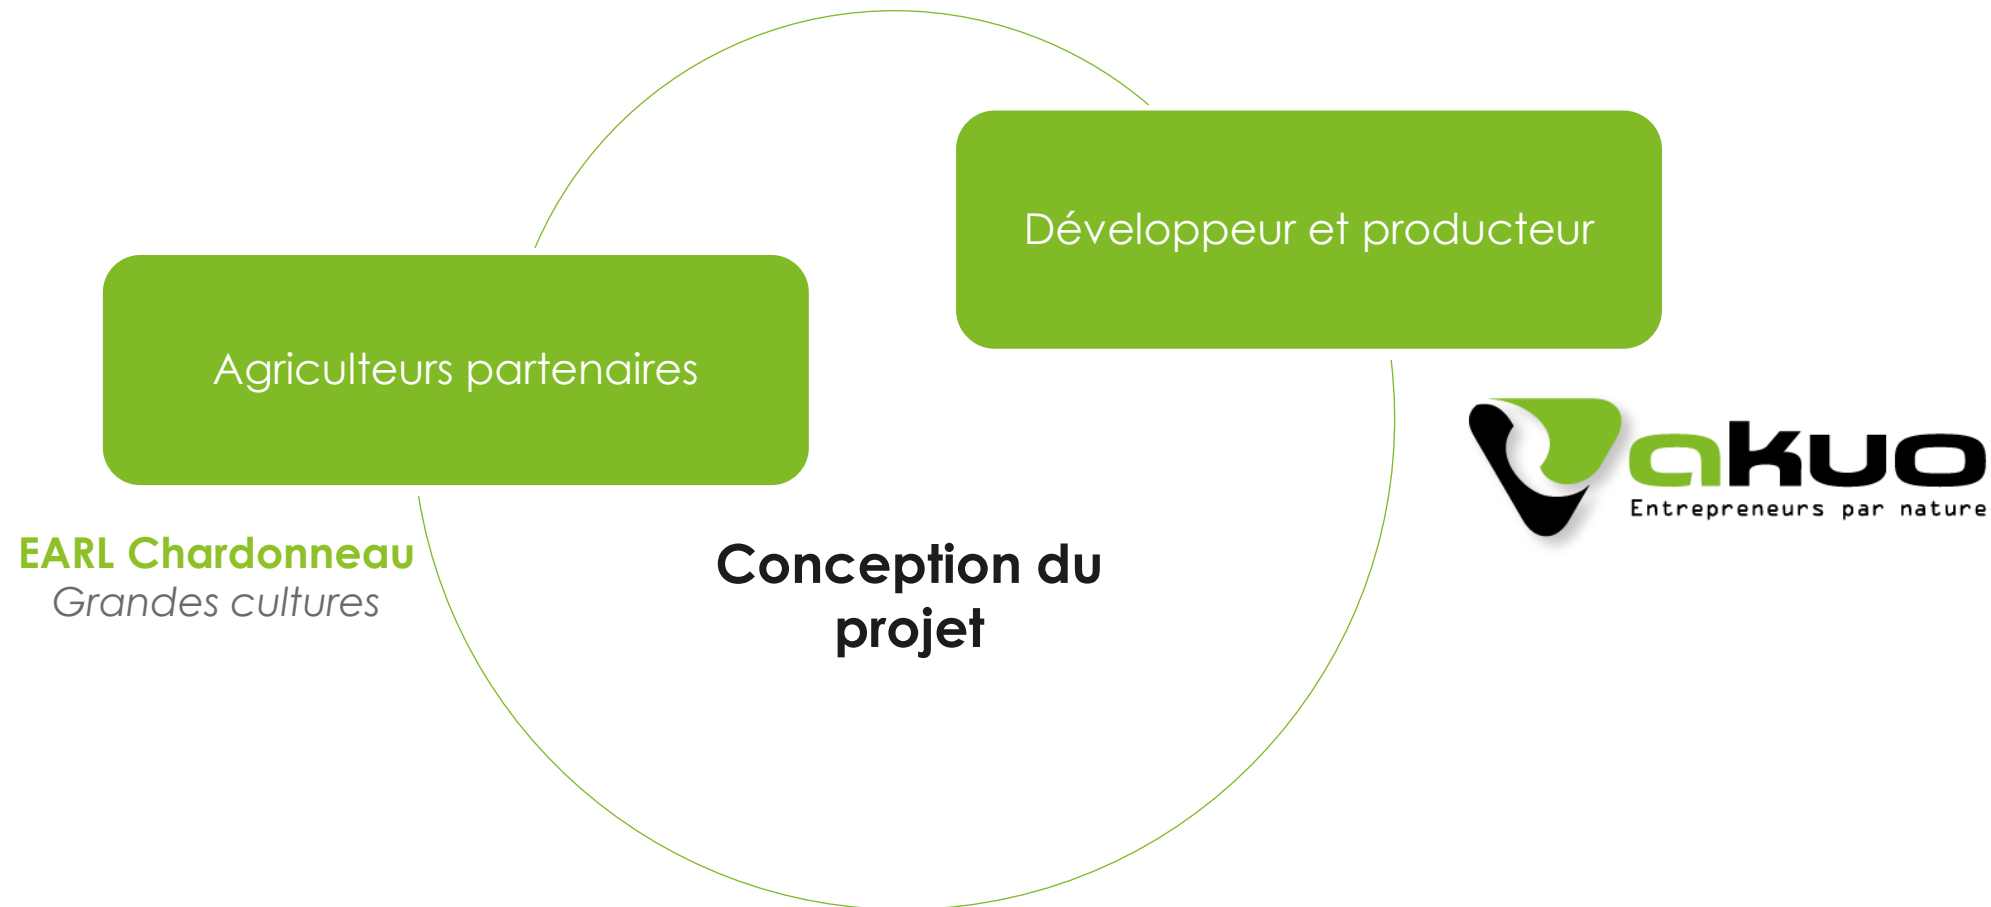 Développeur et producteur
Agriculteurs partenaires
akuo
Entrepreneurs par nature
EARL Chardonneau
Grandes cultures
Conception du
projet